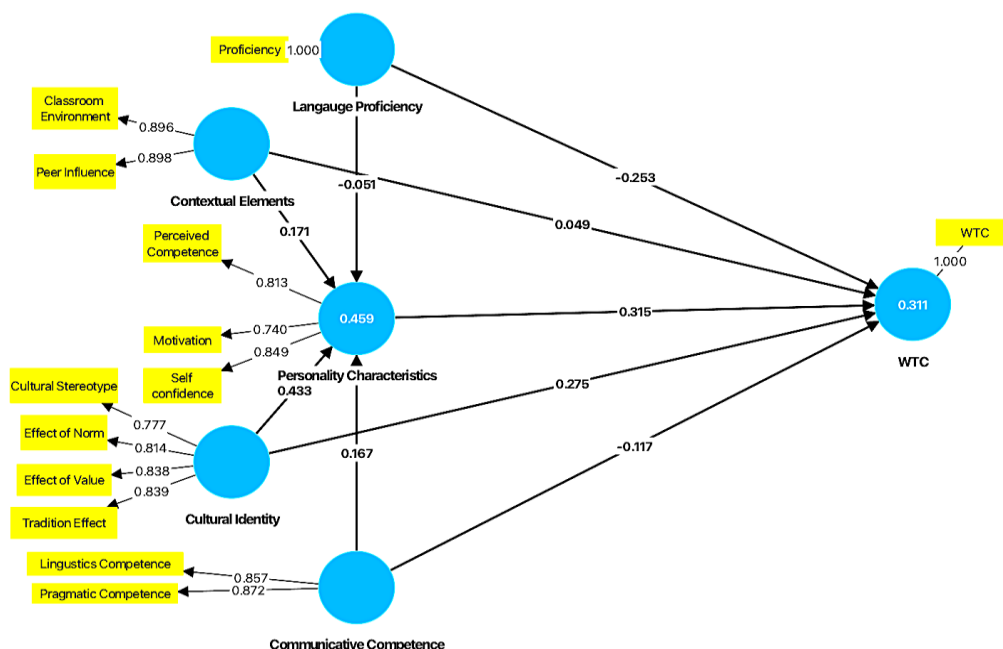 Proficiency
1.000
Langauge Proficiency
Classroom
Environment
0.896
Peer Influence
0.898
Contextual Elements
-0.051
-0.253
0.171
0.049
Perceived
Competence
0.813
WTC
1.000
0.459
0.315
0.311
WTC
Motivation
0.740
Self
confidence
0.849
Personality Characteristics
0.433
0.275
Cultural Stereotype
0.777
Effect of Norm
0.814
Effect of Value
0.838
Tradition Effect
0.839
Cultural Identity
0.167
-0.117
Lingustics Competence
0.857
Pragmatic Competence
0.872
Communicative Competence